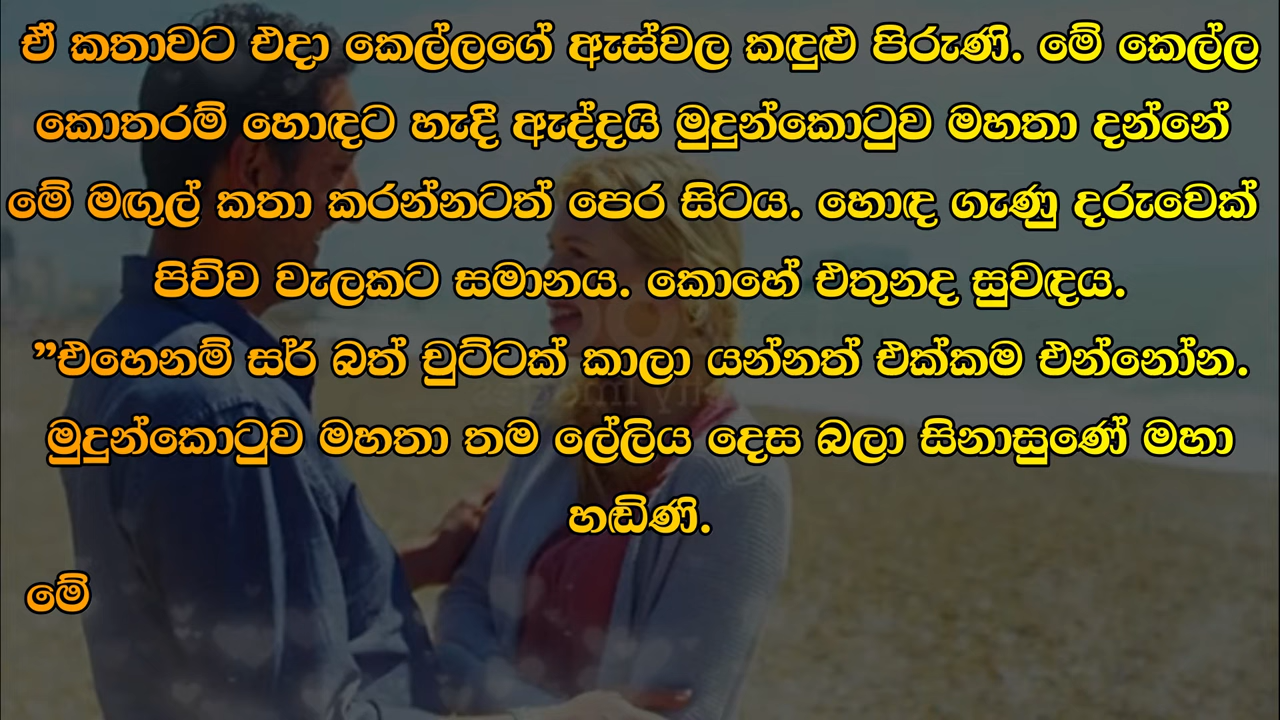 ඒ කතාවට එදා කෙල්ලගේ ඇස්වල කඳුළු පිරුණි. මේ කෙල්ල
කොතරම් හොඳට හැදී ඇද්දයි මුදුන්කොටුව මහතා දන්නේ
මේ මඟුල් කතා කරන්නටත් පෙර සිටය. හොඳ ගැණු දරුවෙක්
පිච්ච වැලකට සමානය. කොහේ එතුනද සුවඳය.
”එහෙනම් සර් බත් චුට්ටක් කාලා යන්නත් එක්කම එන්නෝන.
මුදුන්කොටුව මහතා තම ලේලිය දෙස බලා සිනාසුණේ මහා
හඬිණි.
මේ